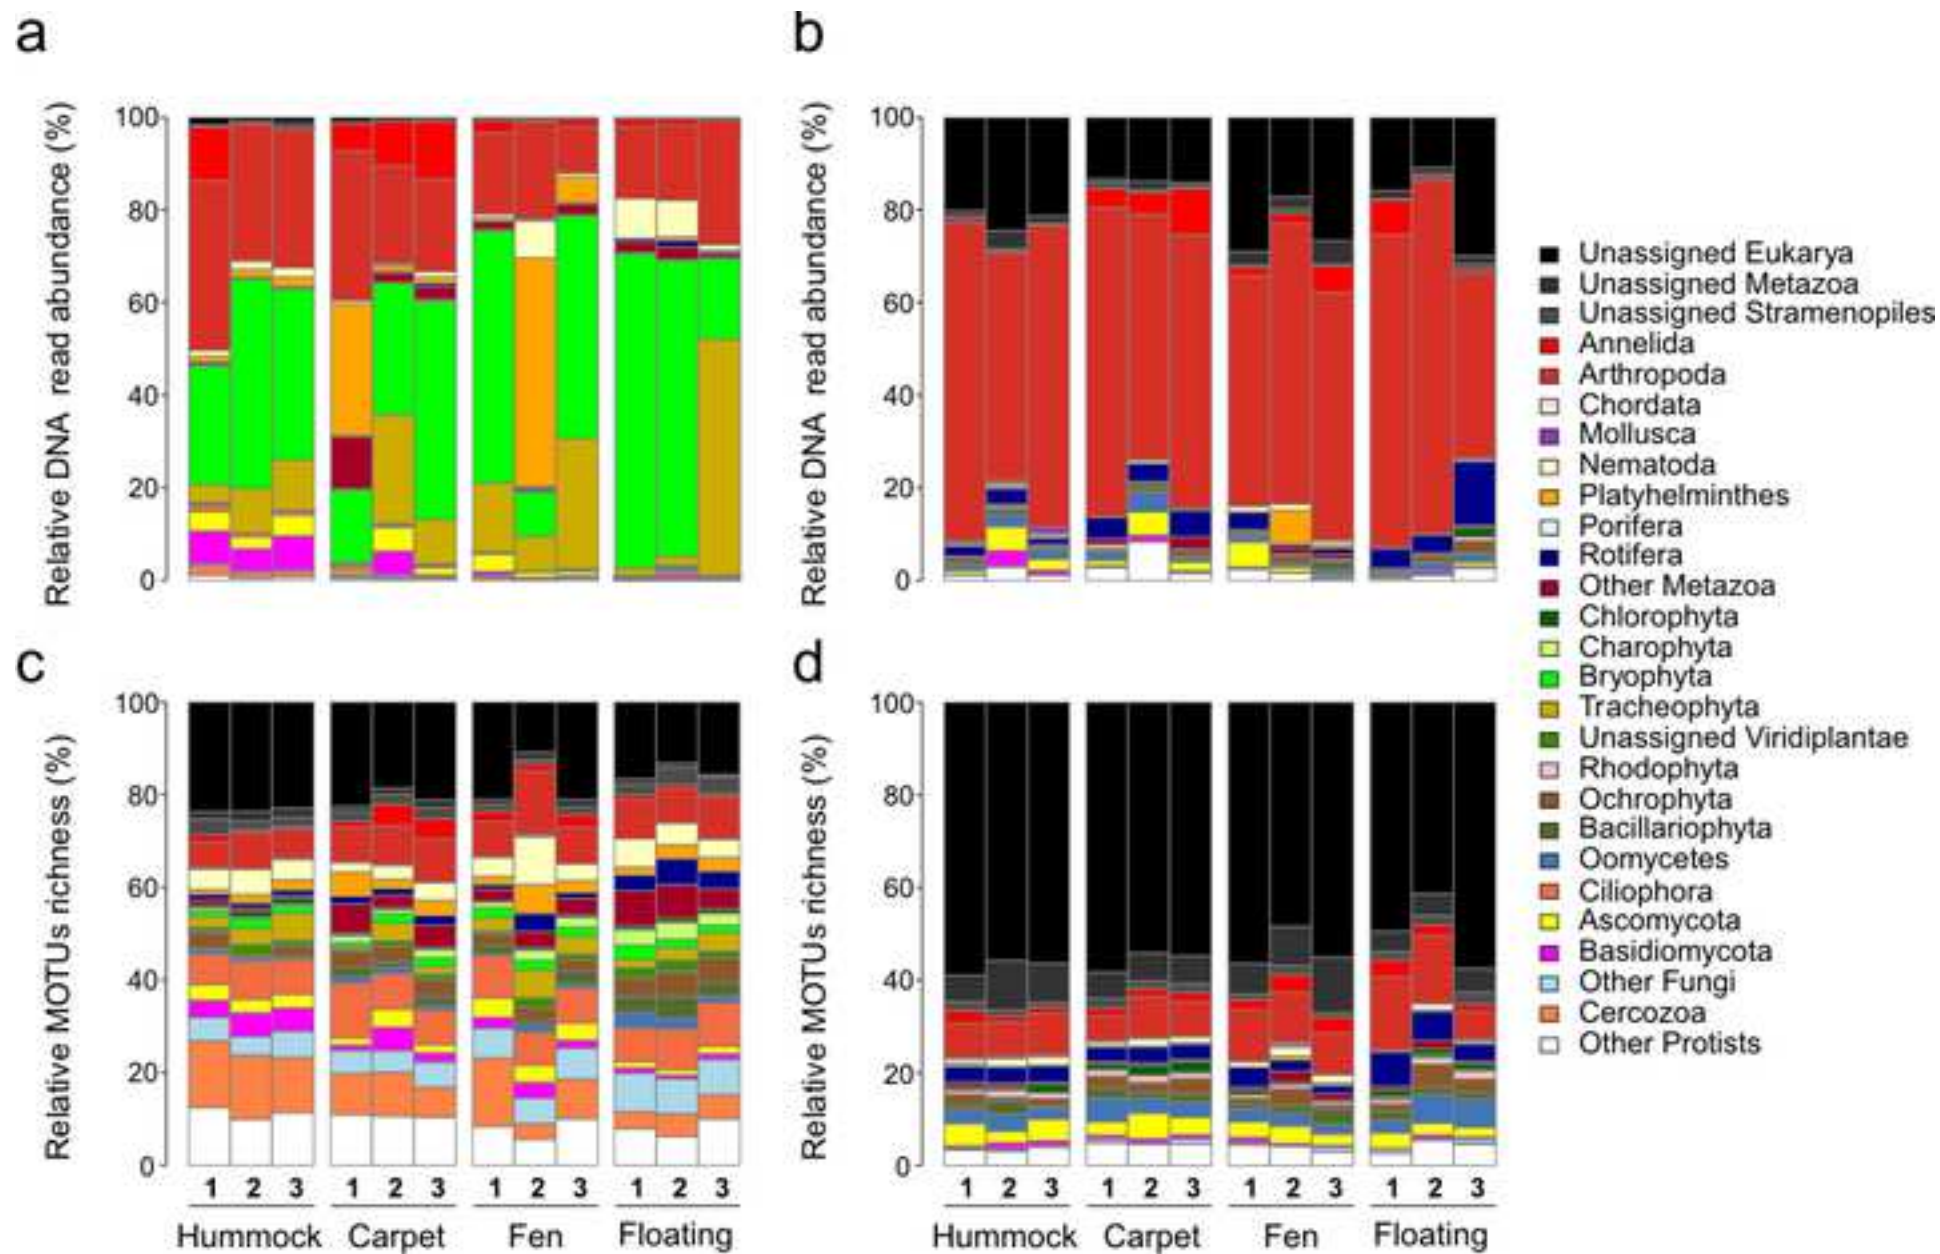 a
b
Relative DNA read abundance (%)
100
80
60
40
20
0
Relative DNA read abundance (%)
100
80
60
40
20
0
c
d
Relative MOTUs richness (%)
100
80
60
40
20
0
1 2 3 1 2 3 1 2 3 1 2 3
Hummock Carpet Fen Floating
Relative MOTUs richness (%)
100
80
60
40
20
0
1 2 3 1 2 3 1 2 3 1 2 3
Hummock Carpet Fen Floating
Unassigned Eukarya
Unassigned Metazoa
Unassigned Stramenopiles
Annelida
Arthropoda
Chordata
Mollusca
Nematoda
Platyhelminthes
Porifera
Rotifera
Other Metazoa
Chlorophyta
Charophyta
Bryophyta
Tracheophyta
Unassigned Viridiplantae
Rhodophyta
Ochrophyta
Bacillariophyta
Oomycetes
Ciliophora
Ascomycota
Basidiomycota
Other Fungi
Cercozoa
Other Protists